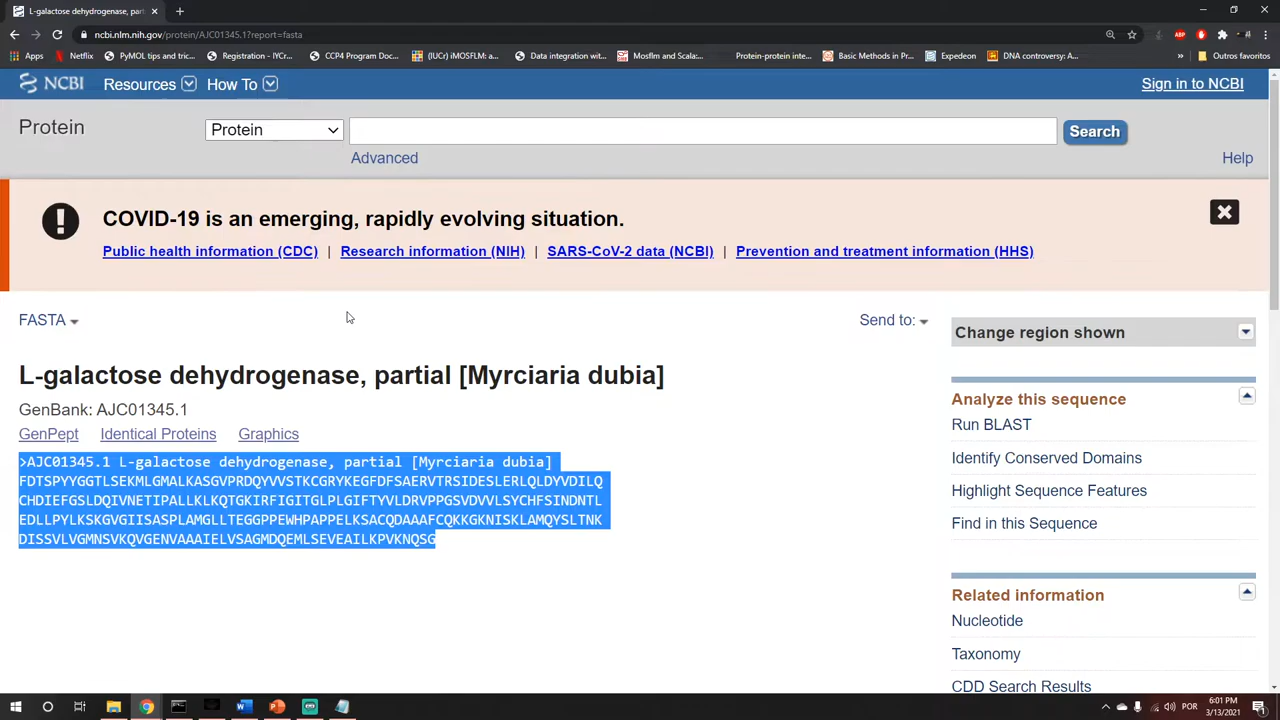 L-galactose dehydrogenase, part
ncbi.nlm.nih.gov/protein/AJC01345.1?report=fasta
Apps Netflix PyMOL tips and tric... Registration - IYCr... CCP4 Program Doc... (IUCr) iMOSFLM:... Data integration wit... Mosflm and Scala:... Protein-protein inte... Basic Methods in Pr... Expedeon DNA controversy: A... » Outros favoritos
NCBI Resources How To Sign in to NCBI
Protein Protein Search
Advanced Help
COVID-19 is an emerging, rapidly evolving situation.
Public health information (CDC) | Research information (NIH) | SARS-CoV-2 data (NCBI) | Prevention and treatment information (HHS)
FASTA Send to:
Change region shown
L-galactose dehydrogenase, partial [Myrciaria dubia]
GenBank: AJC01345.1
GenPept Identical Proteins Graphics
>AJC01345.1 L-galactose dehydrogenase, partial [Myrciaria dubia]
FDTSPYYGGTLSEKMLGMALKASGVPRDQYVVSTKCGRYKEGFDFSAERVTRSIDESLERLQLDYVDILQ
CHDIEFGSLDQIVNETIPALLKLKQTGKIRFIGITGLPLGIFTYVLDRVPPGSVDVVLSYCHFSINDNTL
EDLLPYLKSKGVGIISASPLAMGLLTEGGPPEWHPAPPELKSACQDAAAFCQKKGKNISKLAMQYSLTNK
DISSVLVGMNSVKQVGENVAAAIELVSAGMDQEMLSEVEAILKPVKNQSG
Analyze this sequence
Run BLAST
Identify Conserved Domains
Highlight Sequence Features
Find in this Sequence
Related information
Nucleotide
Taxonomy
CDD Search Results
POR
6:01 PM
3/13/2021